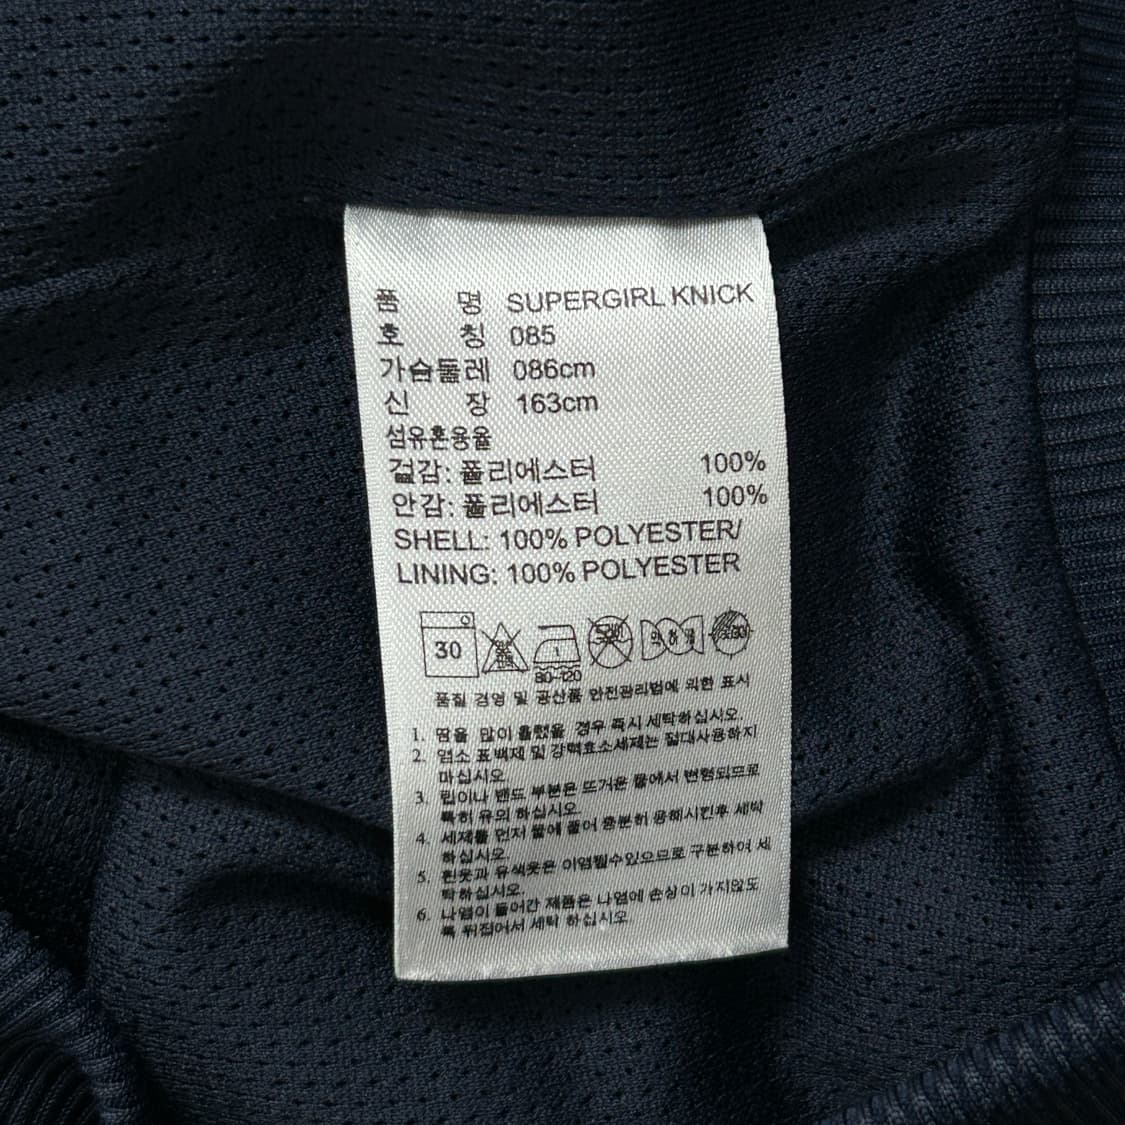 품 명 SUPERGIRL KNICK
호 칭 085
가슴둘레 086cm
신 장 163cm
섬유혼용율
겉감: 폴리에스터 100%
안감: 폴리에스터 100%
SHELL: 100% POLYESTER/
LINING: 100% POLYESTER
30
80~120
품질 경영 및 공산품 안전관리법에 의한 표시
1. 땀을 많이 흘렸을 경우 즉시 세탁하십시오.
2. 염소 표백제 및 강력효소세제는 절대사용하지
마십시오
3. 립이나 밴드 부분은 뜨거운 물에서 변형되므로
특히 유의 하십시오
4. 세제를 먼저 물에 풀어 충분히 용해시킨후 세탁
하십시오.
5. 흰옷과 유색옷은 이염될수있으므로 구분하여 세
탁하십시오.
6. 나염이 들어간 제품은 나염에 손상이 가지않도
록 뒤집어서 세탁 하십시오.